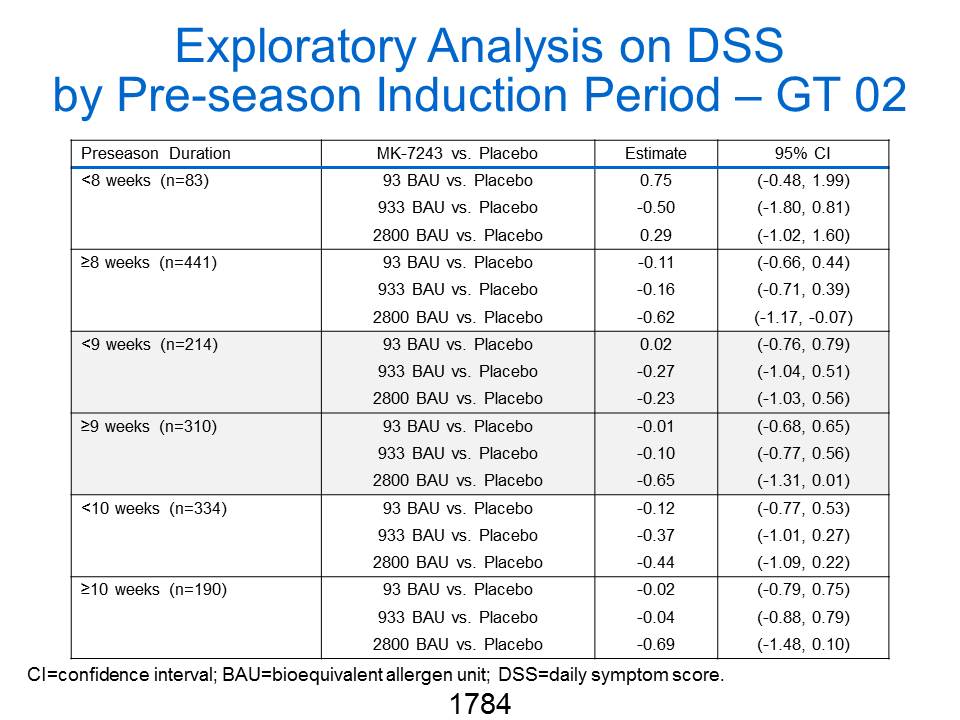 Exploratory Analysis on DSS
by Pre-season Induction Period – GT 02
Preseason Duration MK-7243 vs. Placebo Estimate 95% CI
<8 weeks (n=83) 93 BAU vs. Placebo 0.75 (-0.48, 1.99)
933 BAU vs. Placebo -0.50 (-1.80, 0.81)
2800 BAU vs. Placebo 0.29 (-1.02, 1.60)
≥8 weeks (n=441) 93 BAU vs. Placebo -0.11 (-0.66, 0.44)
933 BAU vs. Placebo -0.16 (-0.71, 0.39)
2800 BAU vs. Placebo -0.62 (-1.17, -0.07)
<9 weeks (n=214) 93 BAU vs. Placebo 0.02 (-0.76, 0.79)
933 BAU vs. Placebo -0.27 (-1.04, 0.51)
2800 BAU vs. Placebo -0.23 (-1.03, 0.56)
≥9 weeks (n=310) 93 BAU vs. Placebo -0.01 (-0.68, 0.65)
933 BAU vs. Placebo -0.10 (-0.77, 0.56)
2800 BAU vs. Placebo -0.65 (-1.31, 0.01)
<10 weeks (n=334) 93 BAU vs. Placebo -0.12 (-0.77, 0.53)
933 BAU vs. Placebo -0.37 (-1.01, 0.27)
2800 BAU vs. Placebo -0.44 (-1.09, 0.22)
≥10 weeks (n=190) 93 BAU vs. Placebo -0.02 (-0.79, 0.75)
933 BAU vs. Placebo -0.04 (-0.88, 0.79)
2800 BAU vs. Placebo -0.69 (-1.48, 0.10)
CI=confidence interval; BAU=bioequivalent allergen unit; DSS=daily symptom score.
1784